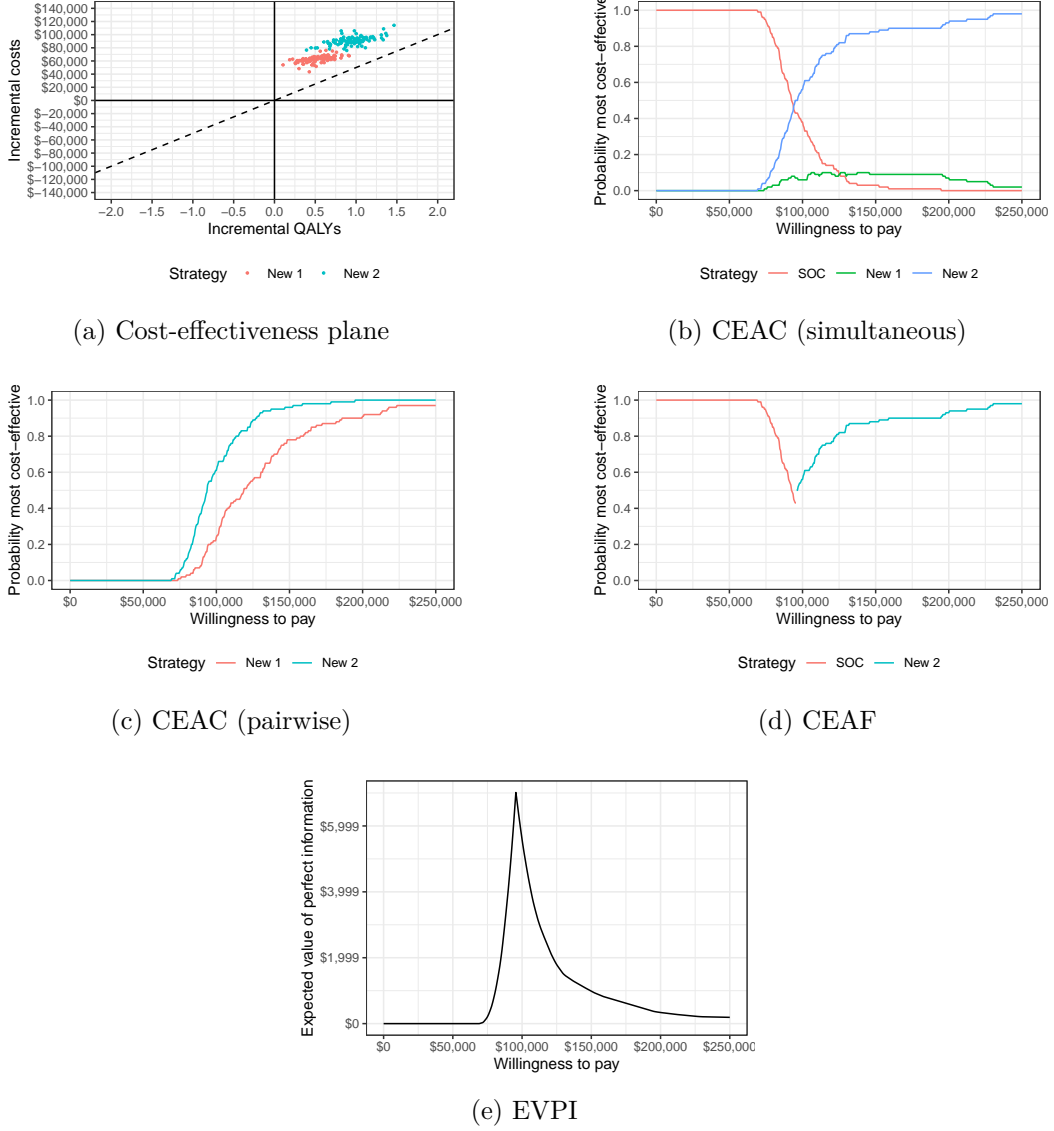 Incremental costs
$140,000
$120,000
$100,000
$80,000
$60,000
$40,000
$20,000
$0
$−20,000
$−40,000
$−60,000
$−80,000
$−100,000
$−120,000
$−140,000
−2.0 −1.5 −1.0 −0.5 0.0 0.5 1.0 1.5 2.0
Incremental QALYs
Strategy New 1 New 2
(a) Cost-effectiveness plane
Probability most cost−effective
1.0
0.8
0.6
0.4
0.2
0.0
$0 $50,000 $100,000 $150,000 $200,000 $250,000
Willingness to pay
Strategy SOC New 1 New 2
(b) CEAC (simultaneous)
Probability most cost−effective
1.0
0.8
0.6
0.4
0.2
0.0
$0 $50,000 $100,000 $150,000 $200,000 $250,000
Willingness to pay
Strategy New 1 New 2
(c) CEAC (pairwise)
Probability most cost−effective
1.0
0.8
0.6
0.4
0.2
0.0
$0 $50,000 $100,000 $150,000 $200,000 $250,000
Willingness to pay
Strategy SOC New 2
(d) CEAF
Expected value of perfect information
$5,999
$3,999
$1,999
$0
$0 $50,000 $100,000 $150,000 $200,000 $250,000
Willingness to pay
(e) EVPI